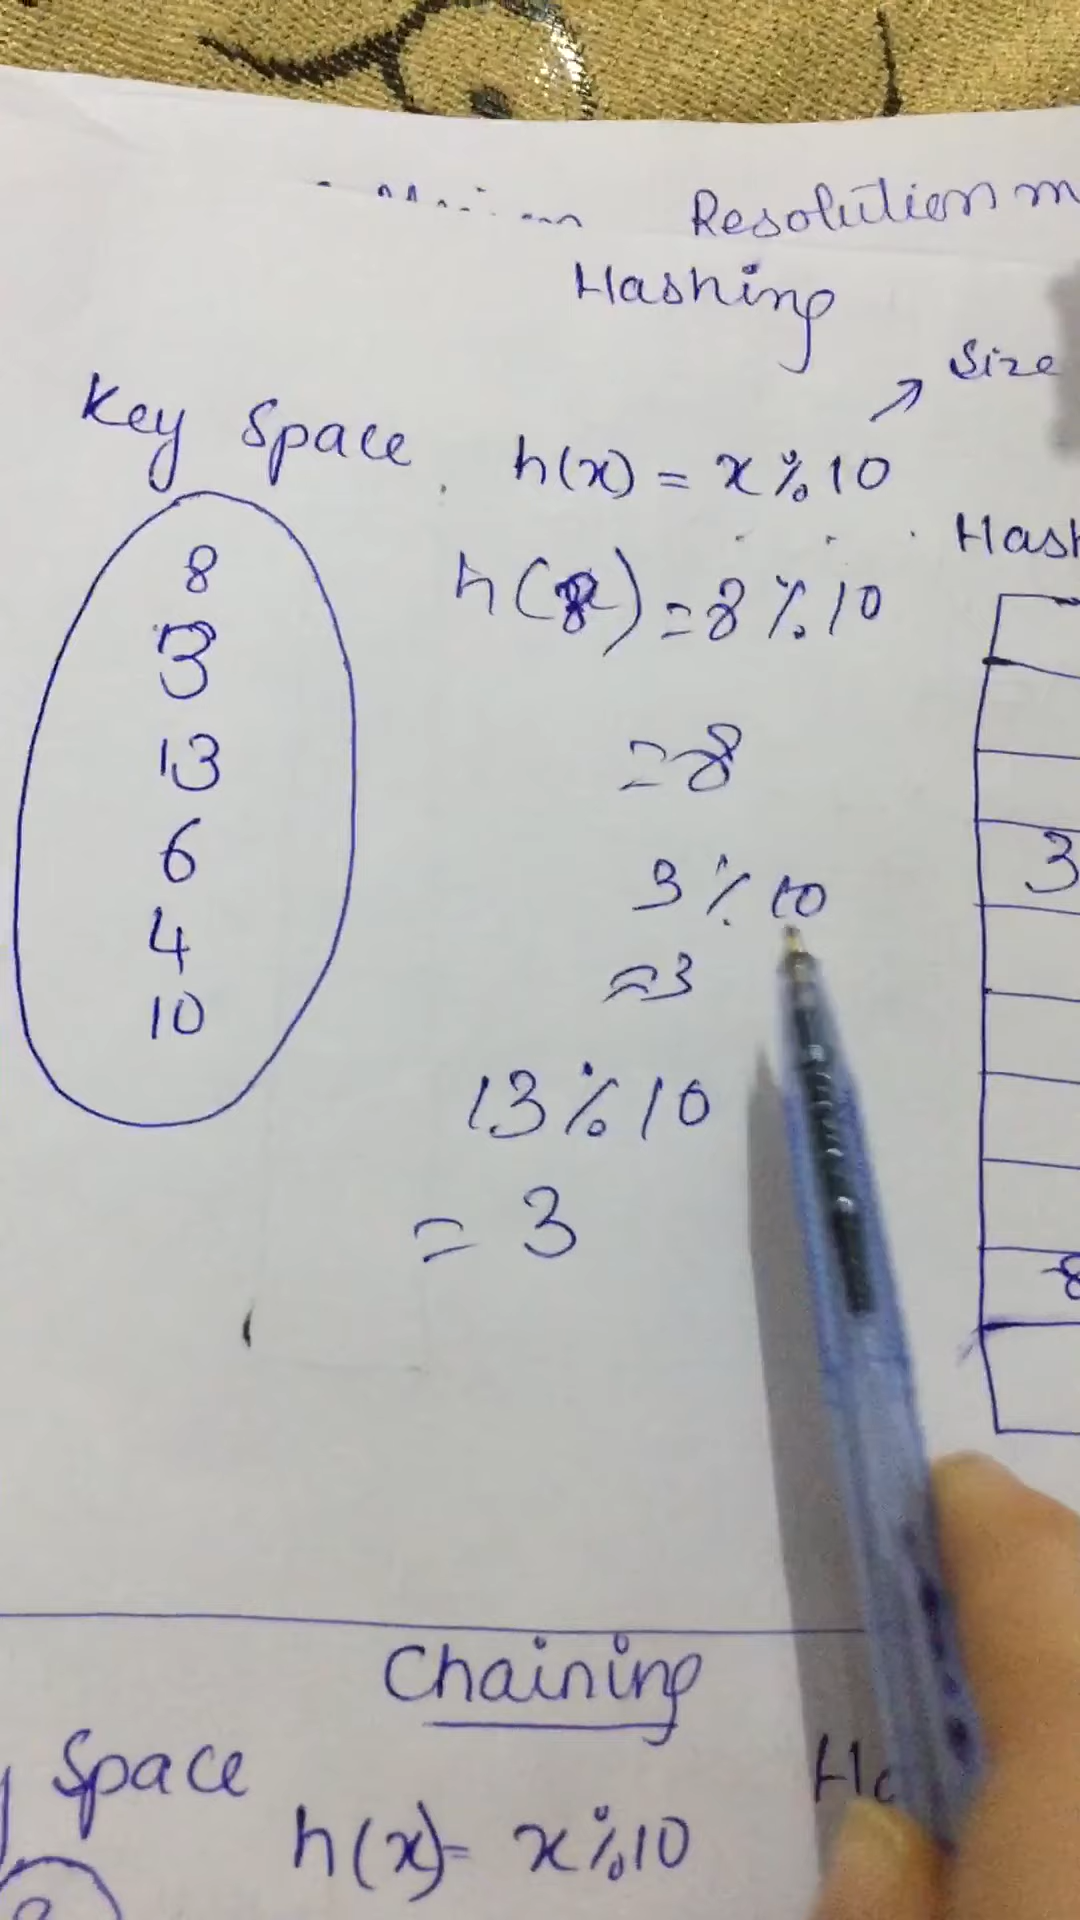 Resolution m
Hashing
Size
Key Space
h(x) = x % 10
Hash
8
3
13
6
4
10
h(8) = 8 % 10
= 8
3 % 10
= 3
13 % 10
= 3
3
8
Chaining
Space
h(x) = x % 10